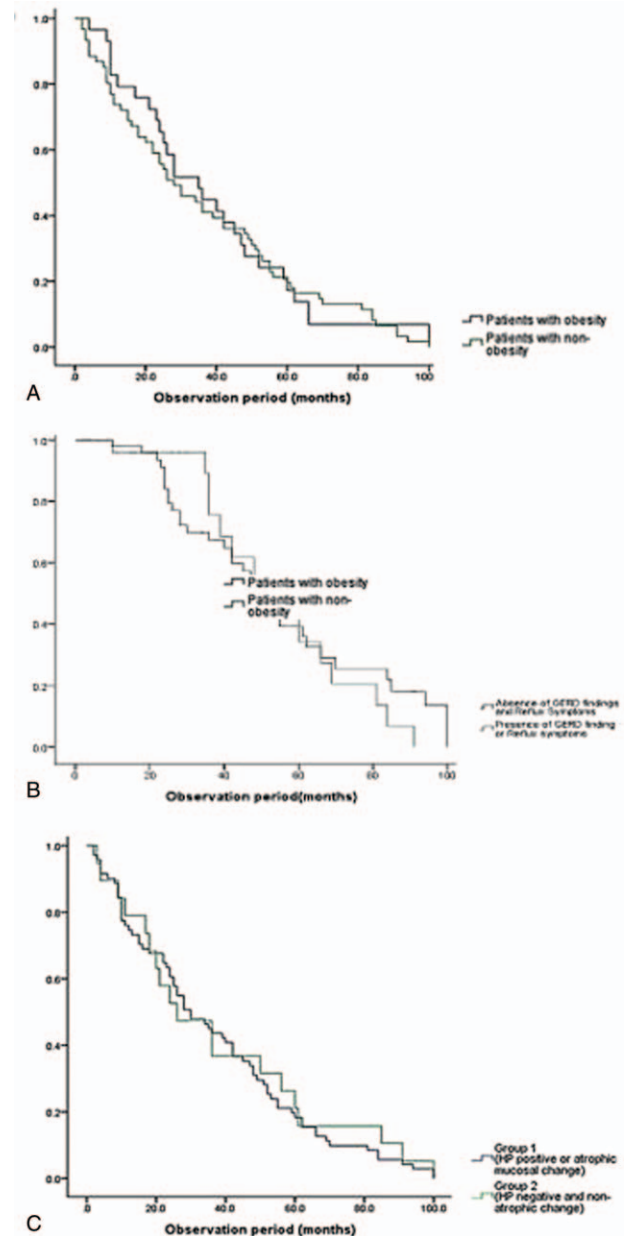 1.0
0.8
0.6
0.4
0.2
0.0
.0 20.0 40.0 60.0 80.0 100.
Observation period (months)
Patients with obesity
Patients with non-
obesity
A
1.0
0.8
0.6
0.4
0.2
0.0
.0 20 40 60 80 100
Observation period(months)
Patients with obesity
Patients with non-
obesity
Absence of GERD findings
and Reflux Symptoms
Presence of GERD finding
or Reflux symptoms
B
1.0
0.8
0.6
0.4
0.2
0.0
.0 20.0 40.0 60.0 80.0 100.0
Observation period (months)
Group 1
(HP positive or atrophic
mucosal change)
Group 2
(HP negative and non-
atrophic change)
C